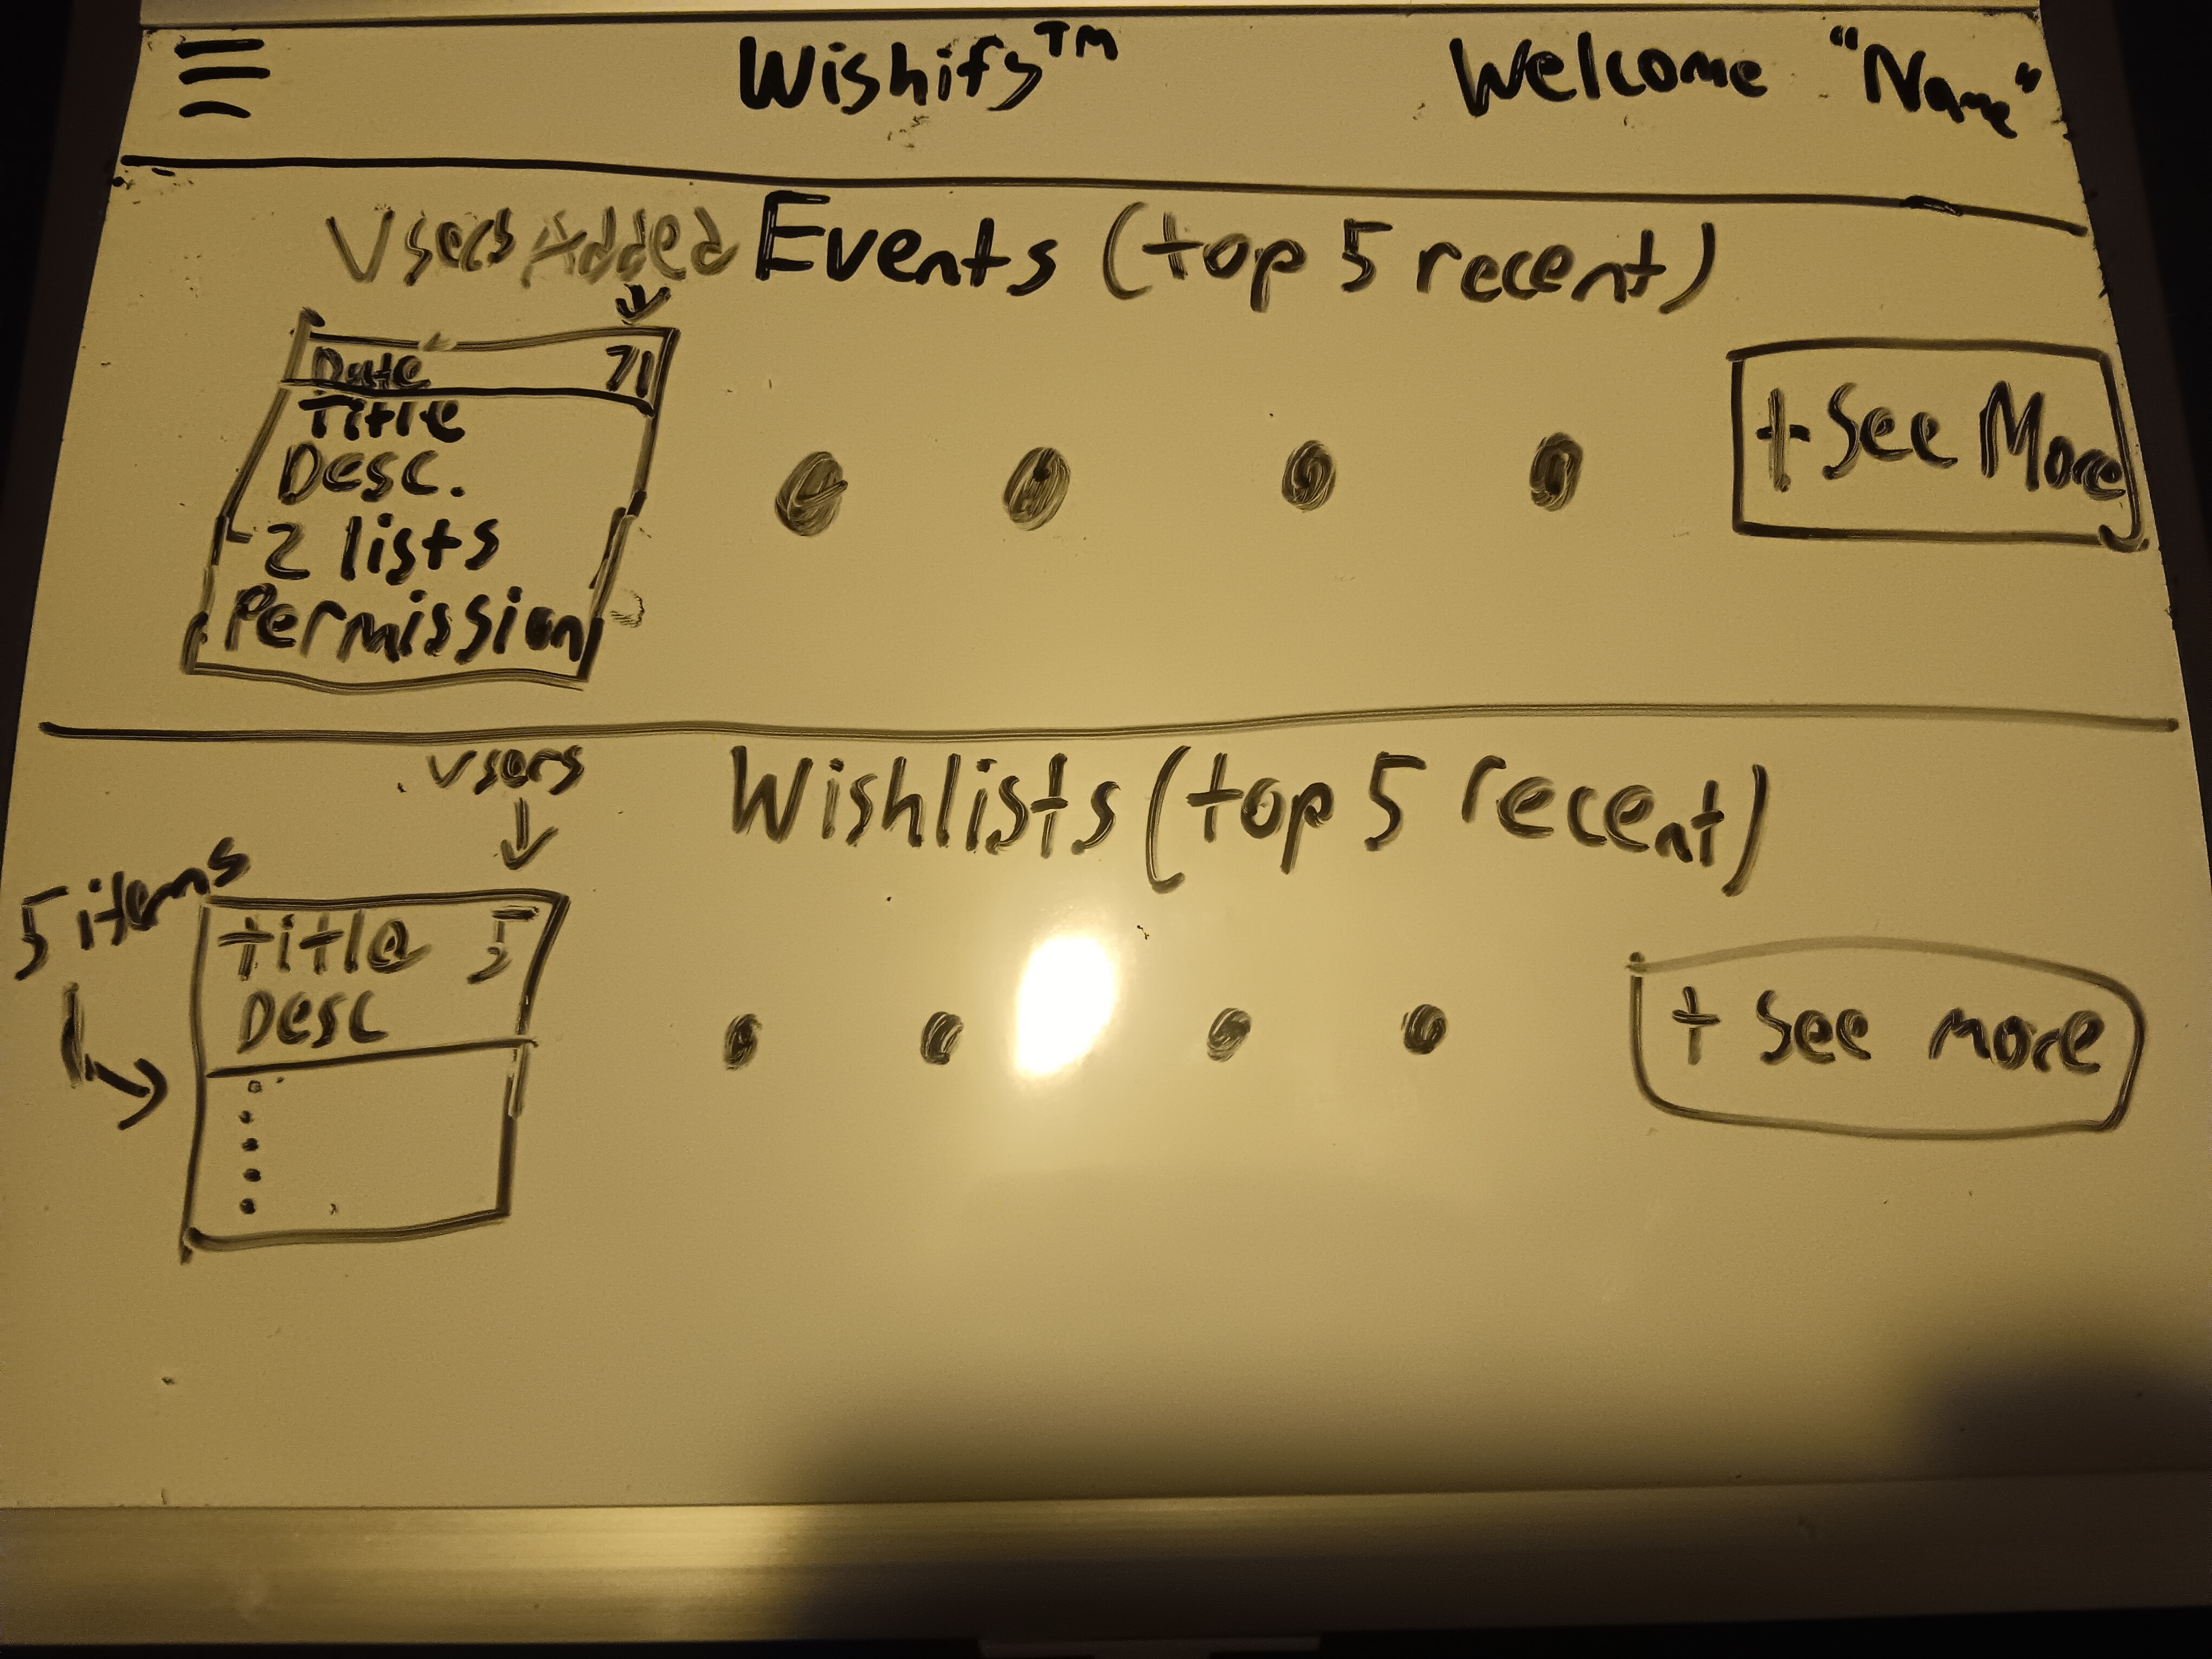 Wishify™ Welcome "Name"
Users Added Events (top 5 recent)
Date 71
Title
Desc.
2 lists
Permission
+ See More
users
Wishlists (top 5 recent)
5 items
title 5
Desc
+ See more